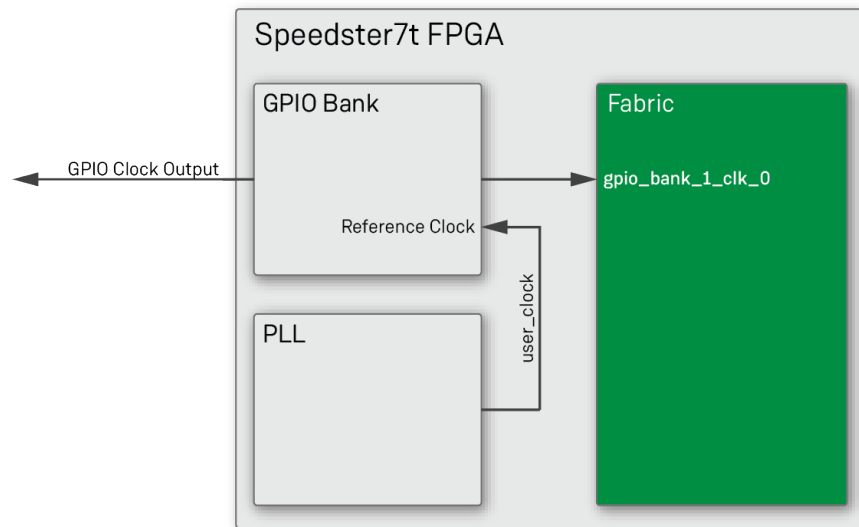 Speedster7t FPGA
GPIO Bank
Fabric
GPIO Clock Output
gpio_bank_1_clk_0
Reference Clock
user_clock
PLL